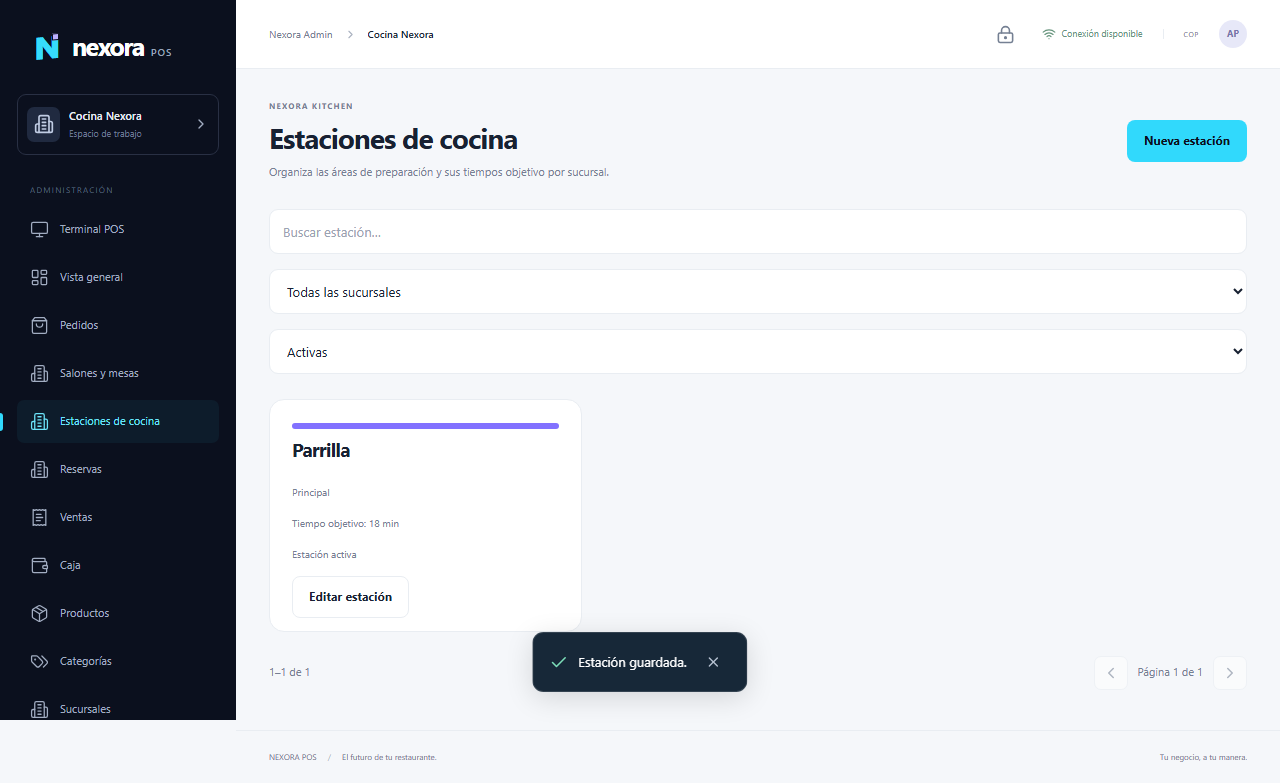 nexora POS
Cocina Nexora
Espacio de trabajo
ADMINISTRACIÓN
Terminal POS
Vista general
Pedidos
Salones y mesas
Estaciones de cocina
Reservas
Ventas
Caja
Productos
Categorías
Sucursales
Nexora Admin
Cocina Nexora
Conexión disponible
COP
AP
NEXORA KITCHEN
Estaciones de cocina
Organiza las áreas de preparación y sus tiempos objetivo por sucursal.
Nueva estación
Buscar estación...
Todas las sucursales
Activas
Parrilla
Principal
Tiempo objetivo: 18 min
Estación activa
Editar estación
Estación guardada.
1–1 de 1
Página 1 de 1
NEXORA POS / El futuro de tu restaurante.
Tu negocio, a tu manera.